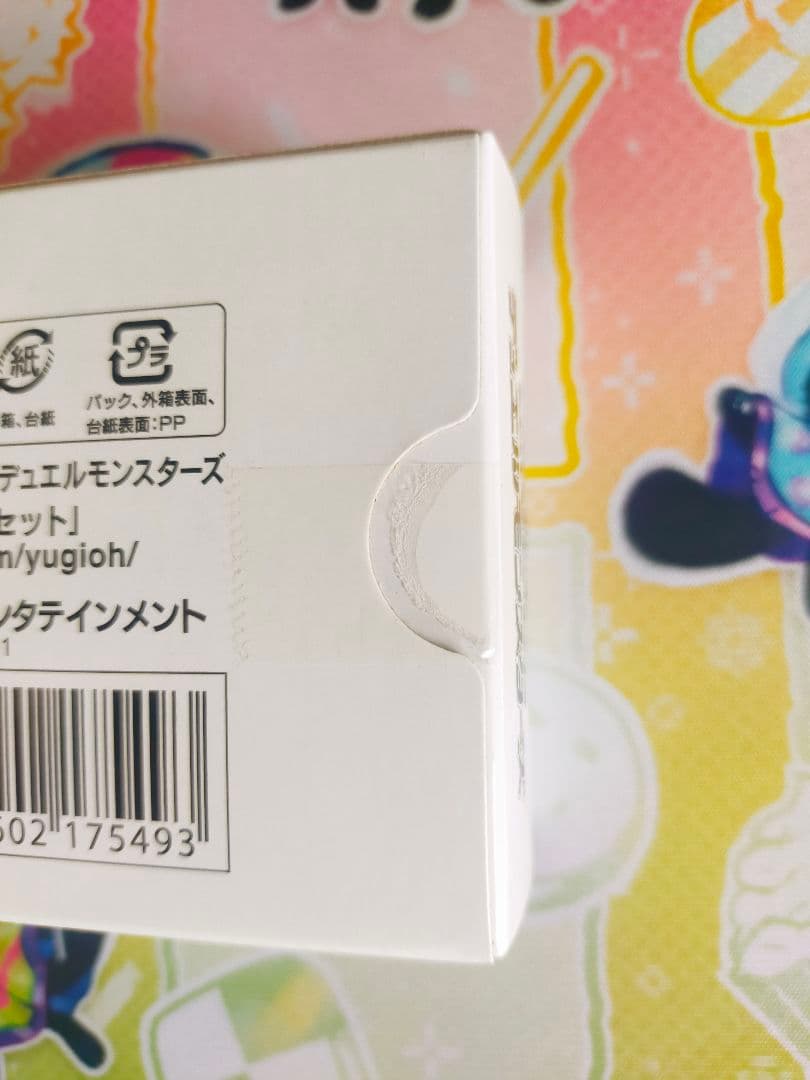 紙
プラ
箱、台紙
パック、外箱表面、
台紙表面:PP
デュエルモンスターズ
セット」
m/yugioh/
ンタテインメント
1
602 175493